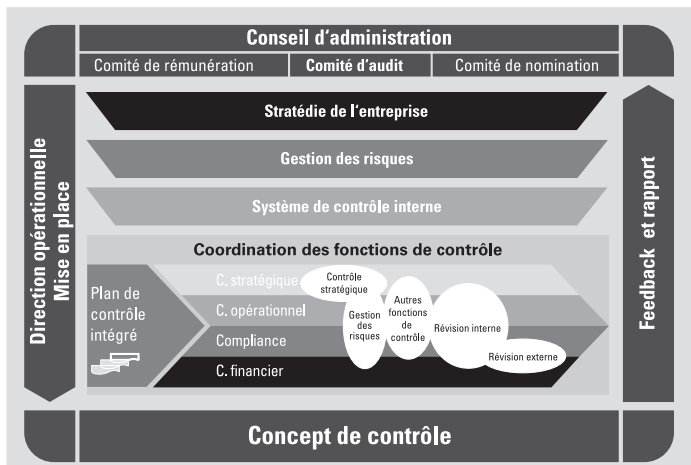 Conseil d'administration
Comité de rémunération
Comité d'audit
Comité de nomination
Direction opérationnelle
Mise en place
Stratédie de l'entreprise
Gestion des risques
Système de contrôle interne
Coordination des fonctions de contrôle
Plan de
contrôle
intégré
C. stratégique
C. opérationnel
Compliance
C. financier
Contrôle
stratégique
Gestion
des
risques
Autres
fonctions
de
contrôle
Révision interne
Révision externe
Feedback et rapport
Concept de contrôle